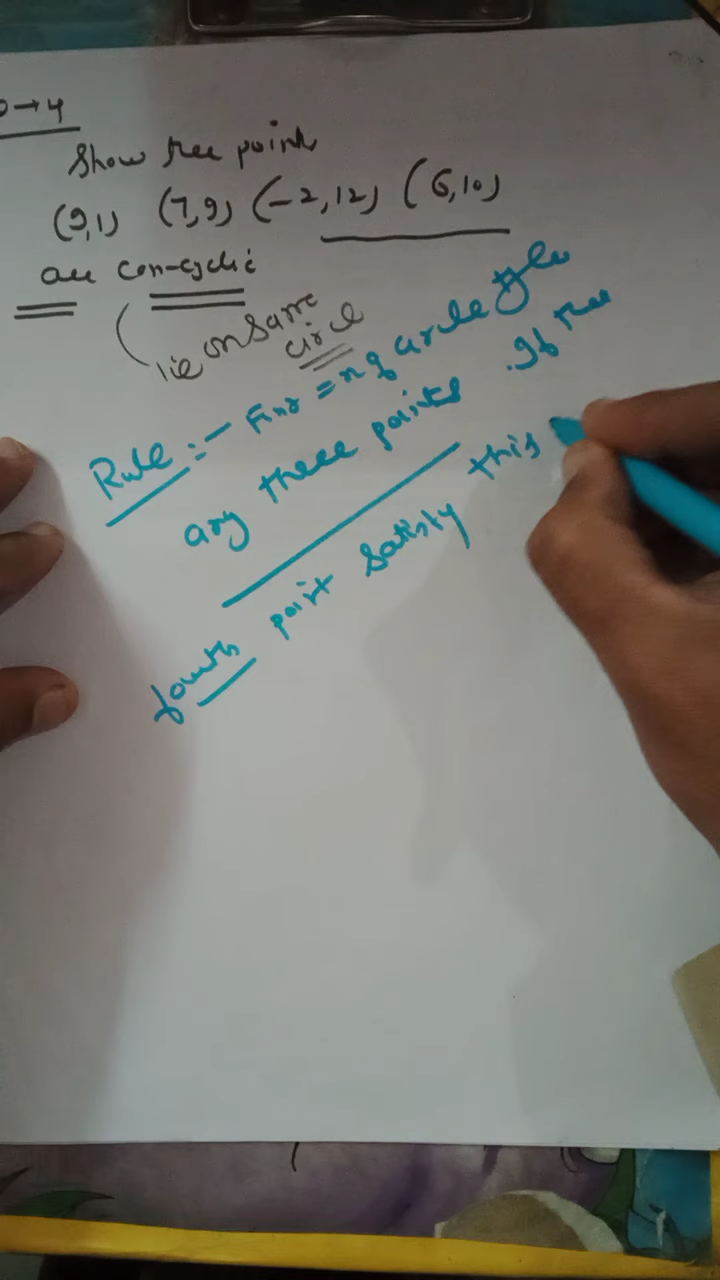 →4
Show the points
(9,1) (7,9) (-2,12) (6,10)
are con-cyclic
lie on same
circle
Rule :- Find =n of circle
any three points. If the
fourth point satisfy this